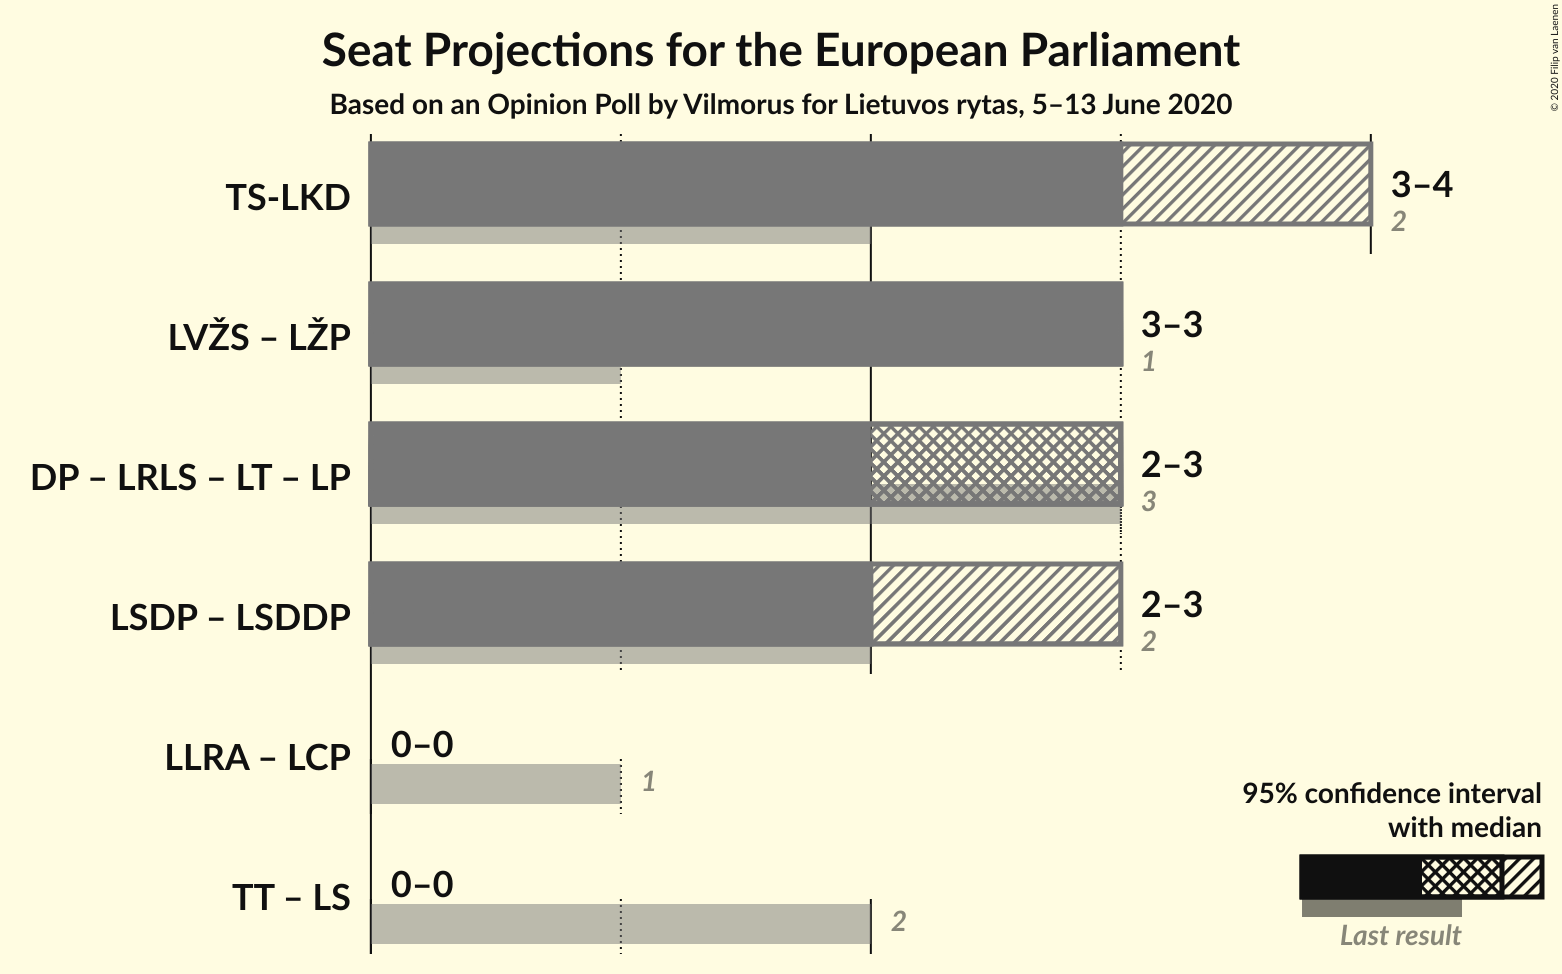 Seat Projections for the European Parliament
Based on an Opinion Poll by Vilmorus for Lietuvos rytas, 5–13 June 2020
© 2020 Filip van Laenen
TS-LKD
3–4
2
LVŽS – LŽP
3–3
1
DP – LRLS – LT – LP
2–3
3
LSDP – LSDDP
2–3
2
LLRA – LCP
0–0
1
TT – LS
0–0
2
95% confidence interval
with median
Last result